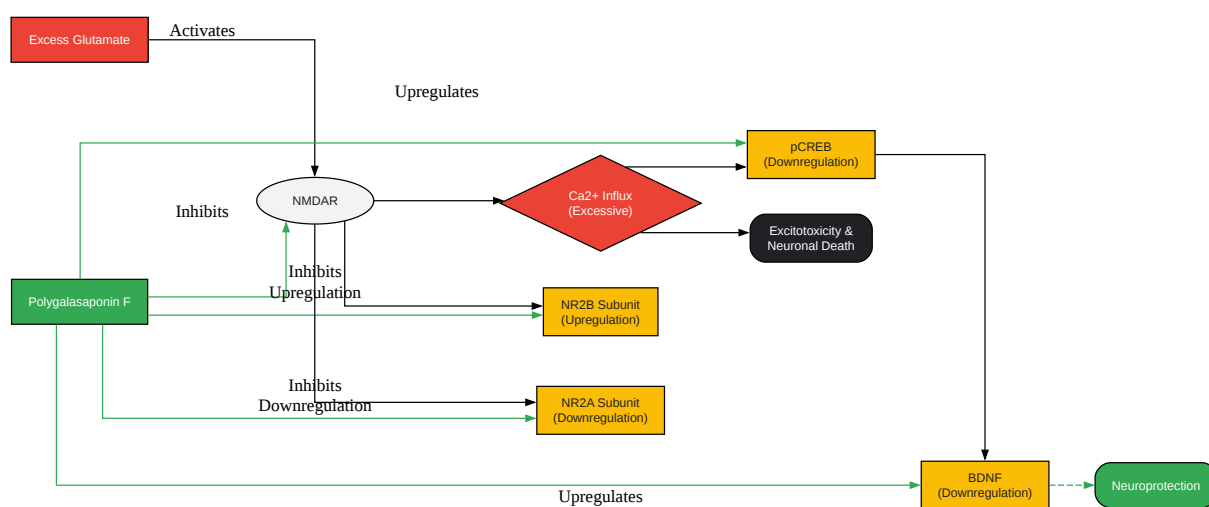 Excess Glutamate
Activates
Upregulates
pCREB
(Downregulation)
NMDAR
Ca2+ Influx
(Excessive)
Inhibits
Excitotoxicity &
Neuronal Death
Inhibits
Upregulation
Polygalasaponin F
NR2B Subunit
(Upregulation)
Inhibits
Downregulation
NR2A Subunit
(Downregulation)
BDNF
(Downregulation)
Neuroprotection
Upregulates